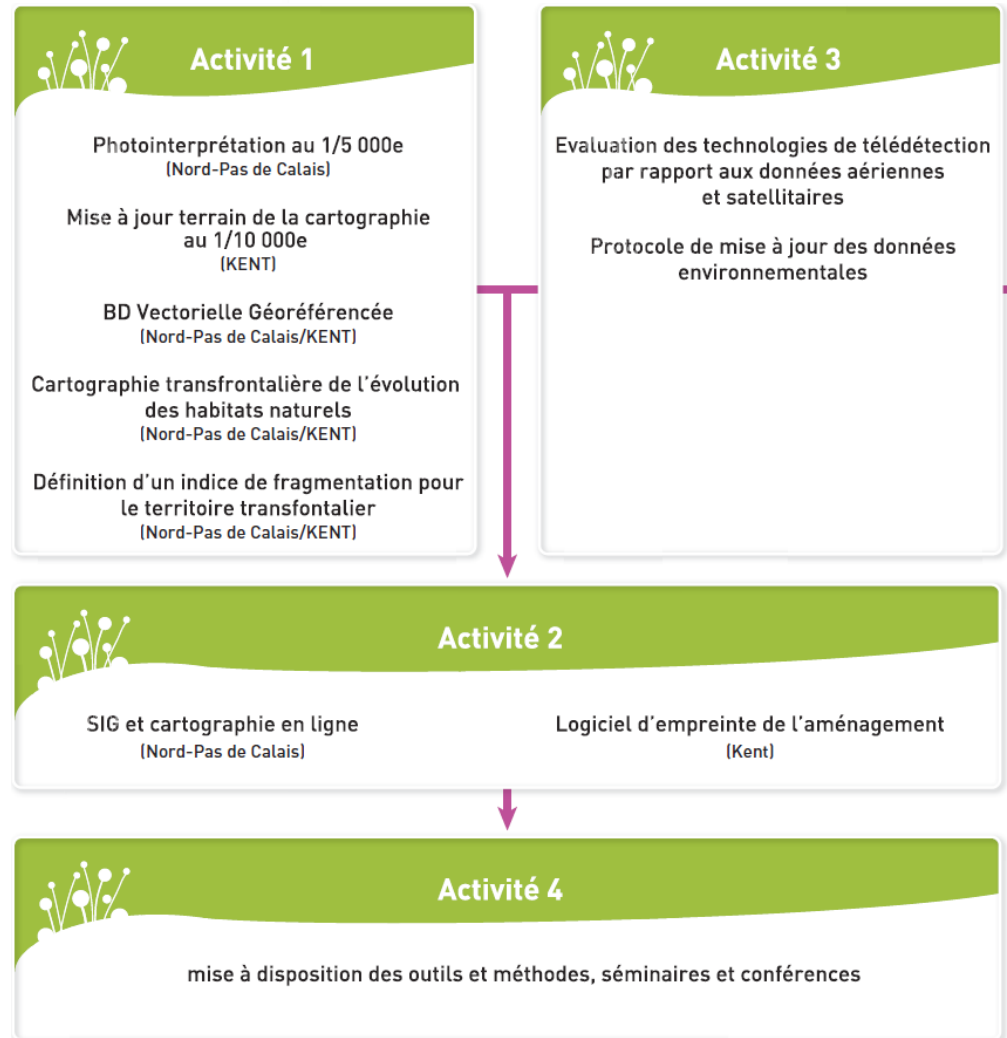 Activité 1
Photointerprétation au 1/5 000e
(Nord-Pas de Calais)
Mise à jour terrain de la cartographie
au 1/10 000e
(KENT)
BD Vectorielle Géoréférencée
(Nord-Pas de Calais/KENT)
Cartographie transfrontalière de l'évolution
des habitats naturels
(Nord-Pas de Calais/KENT)
Définition d'un indice de fragmentation pour
le territoire transfontalier
(Nord-Pas de Calais/KENT)
Activité 3
Evaluation des technologies de télédétection
par rapport aux données aériennes
et satellitaires
Protocole de mise à jour des données
environnementales
Activité 2
SIG et cartographie en ligne
(Nord-Pas de Calais)
Logiciel d'empreinte de l'aménagement
(Kent)
Activité 4
mise à disposition des outils et méthodes, séminaires et conférences